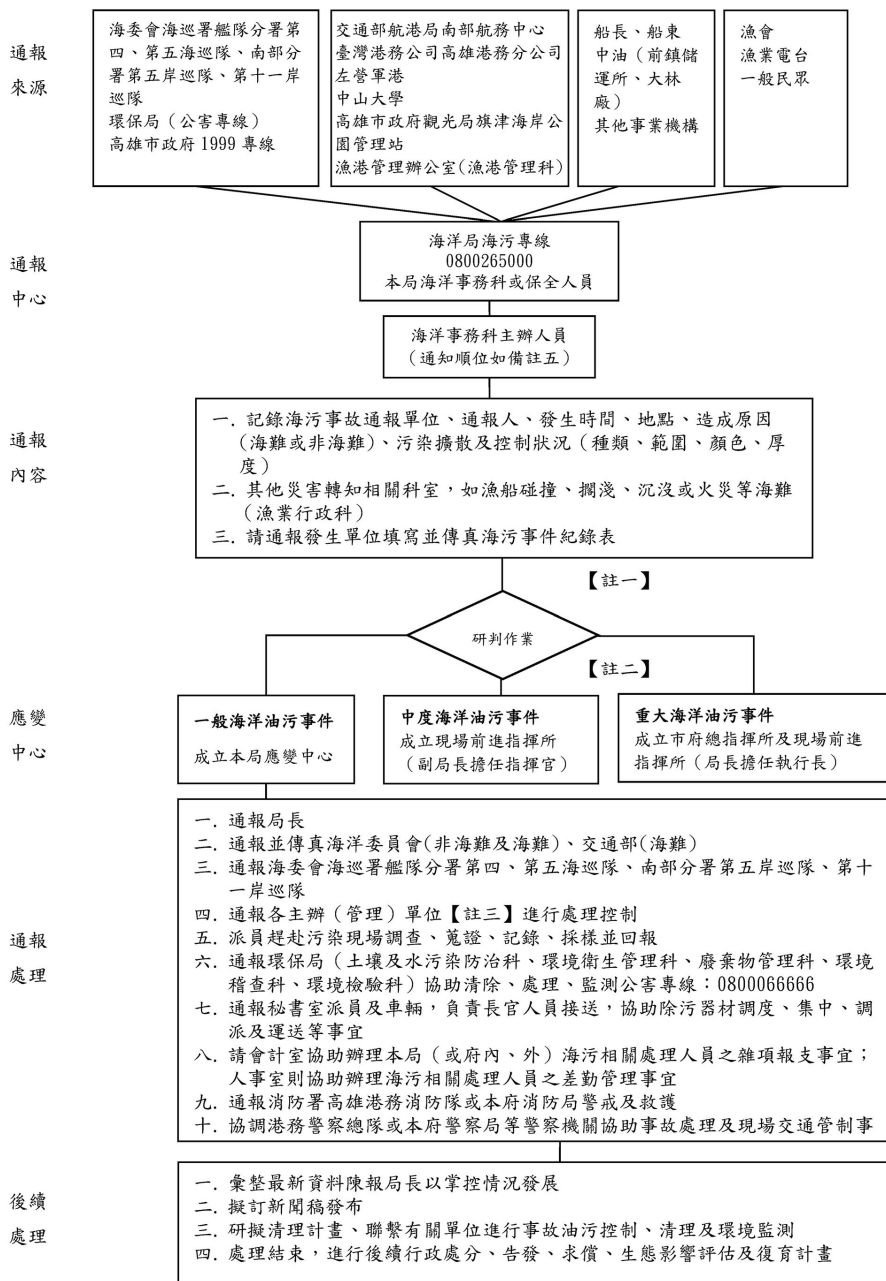 通報
來源
海委會海巡署艦隊分署第
四、第五海巡隊、南部分
署第五岸巡隊、第十一岸
巡隊
環保局（公害專線）
高雄市政府 1999 專線
交通部航港局南部航務中心
臺灣港務公司高雄港務分公司
左營軍港
中山大學
高雄市政府觀光局旗津海岸公
園管理站
漁港管理辦公室(漁港管理科)
船長、船東
中油（前鎮儲
運所、大林
廠）
其他事業機構
漁會
漁業電台
一般民眾
通報
中心
海洋局海污專線
0800265000
本局海洋事務科或保全人員
海洋事務科主辦人員
（通知順位如備註五）
通報
內容
一. 記錄海污事故通報單位、通報人、發生時間、地點、造成原因
(海難或非海難)、污染擴散及控制狀況（種類、範圍、顏色、厚
度）
二. 其他災害轉知相關科室，如漁船碰撞、擱淺、沉沒或火災等海難
（漁業行政科）
三. 請通報發生單位填寫並傳真海污事件紀錄表
【註一】
研判作業
【註二】
應變
中心
一般海洋油污事件
成立本局應變中心
中度海洋油污事件
成立現場前進指揮所
（副局長擔任指揮官）
重大海洋油污事件
成立市府總指揮所及現場前進
指揮所（局長擔任執行長）
通報
處理
一. 通報局長
二. 通報並傳真海洋委員會(非海難及海難)、交通部(海難)
三. 通報海委會海巡署艦隊分署第四、第五海巡隊、南部分署第五岸巡隊、第十
一岸巡隊
四. 通報各主辦（管理）單位【註三】進行處理控制
五. 派員趕赴污染現場調查、蒐證、記錄、採樣並回報
六. 通報環保局（土壤及水污染防治科、環境衛生管理科、廢棄物管理科、環境
稽查科、環境檢驗科）協助清除、處理、監測公害專線：0800066666
七. 通報秘書室派員及車輛，負責長官人員接送，協助除污器材調度、集中、調
派及運送等事宜
八. 請會計室協助辦理本局（或府內、外）海污相關處理人員之雜項報支事宜；
人事室則協助辦理海污相關處理人員之差勤管理事宜
九. 通報消防署高雄港務消防隊或本府消防局警戒及救護
十. 協調港務警察總隊或本府警察局等警察機關協助事故處理及現場交通管制事
後續
處理
一. 彙整最新資料陳報局長以掌控情況發展
二. 擬訂新聞稿發布
三. 研擬清理計畫、聯繫有關單位進行事故油污控制、清理及環境監測
四. 處理結束，進行後續行政處分、告發、求償、生態影響評估及復育計畫